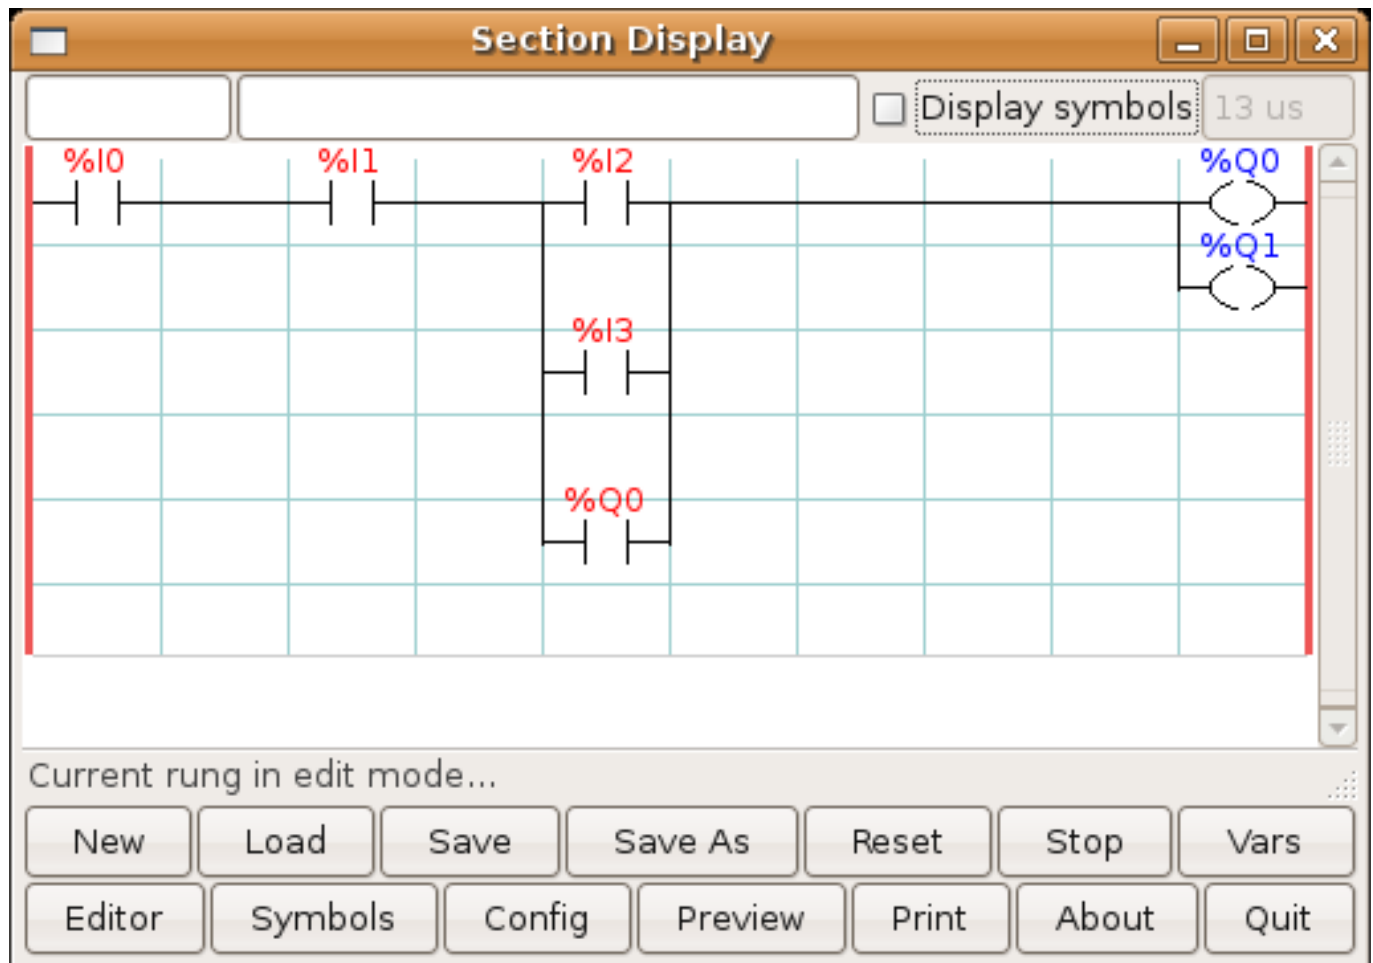 Section Display
Display symbols 13 us
%I0 %I1 %I2 %Q0
%Q1
%I3
%Q0
Current rung in edit mode...
New Load Save Save As Reset Stop Vars
Editor Symbols Config Preview Print About Quit